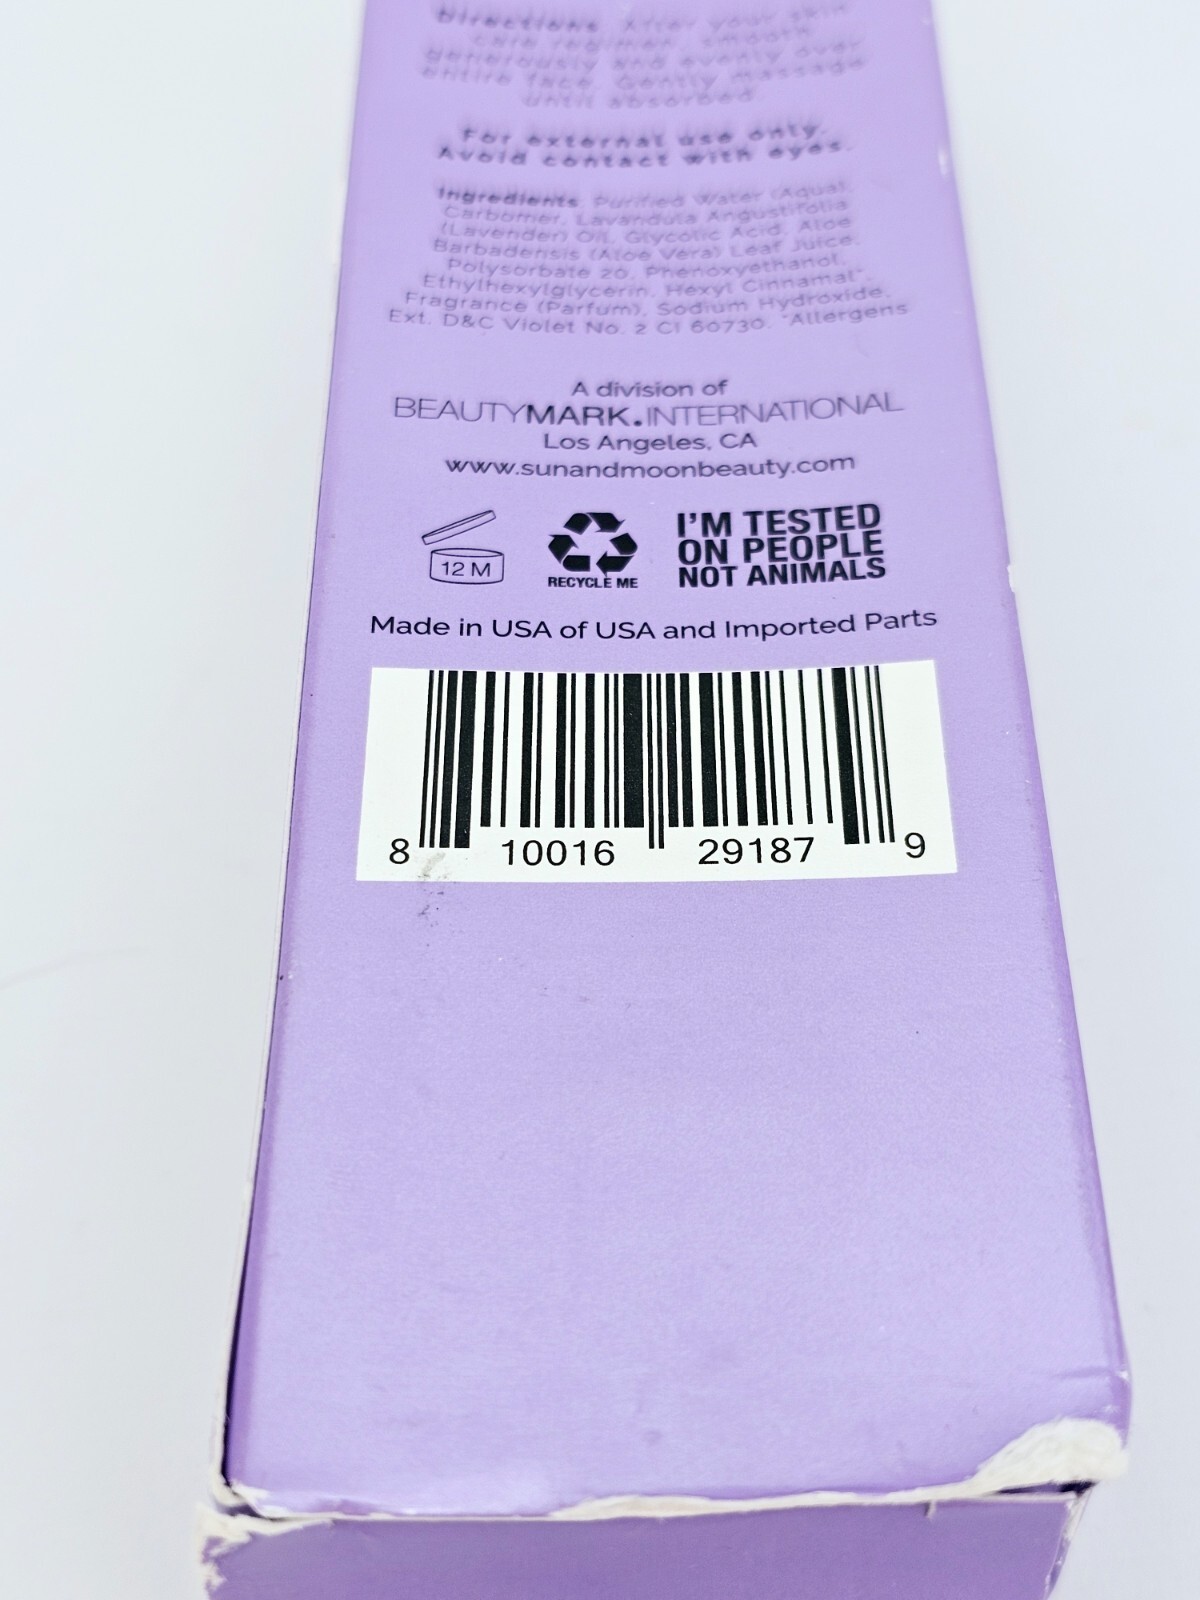 Directions After your skin
care regimen, smooth
generously and evenly over
entire face. Gently massage
until absorbed.
For external use only.
Avoid contact with eyes.
Ingredients Purified Water (Aqua),
Carbomer, Lavandula Angustifolia
(Lavender) Oil, Glycolic Acid, Aloe
Barbadensis (Aloe Vera) Leaf Juice,
Polysorbate 20, Phenoxyethanol,
Ethylhexylglycerin, Hexyl Cinnamal*,
Fragrance (Parfum), Sodium Hydroxide,
Ext. D&C Violet No. 2 CI 60730. *Allergens
A division of
BEAUTYMARK.INTERNATIONAL
Los Angeles, CA
www.sunandmoonbeauty.com
12 M
RECYCLE ME
I'M TESTED
ON PEOPLE
NOT ANIMALS
Made in USA of USA and Imported Parts
8 10016 29187 9